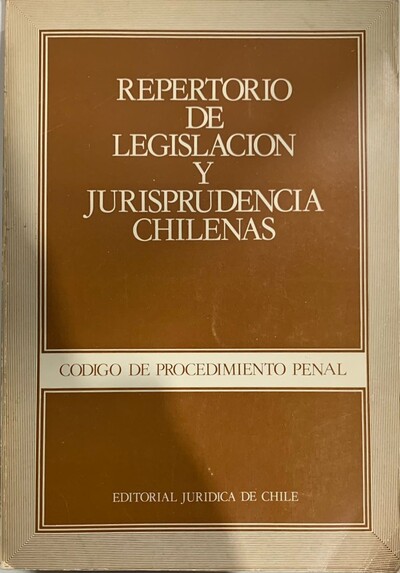 REPERTORIO
DE
LEGISLACION
Y
JURISPRUDENCIA
CHILENAS
CODIGO DE PROCEDIMIENTO PENAL
EDITORIAL JURIDICA DE CHILE